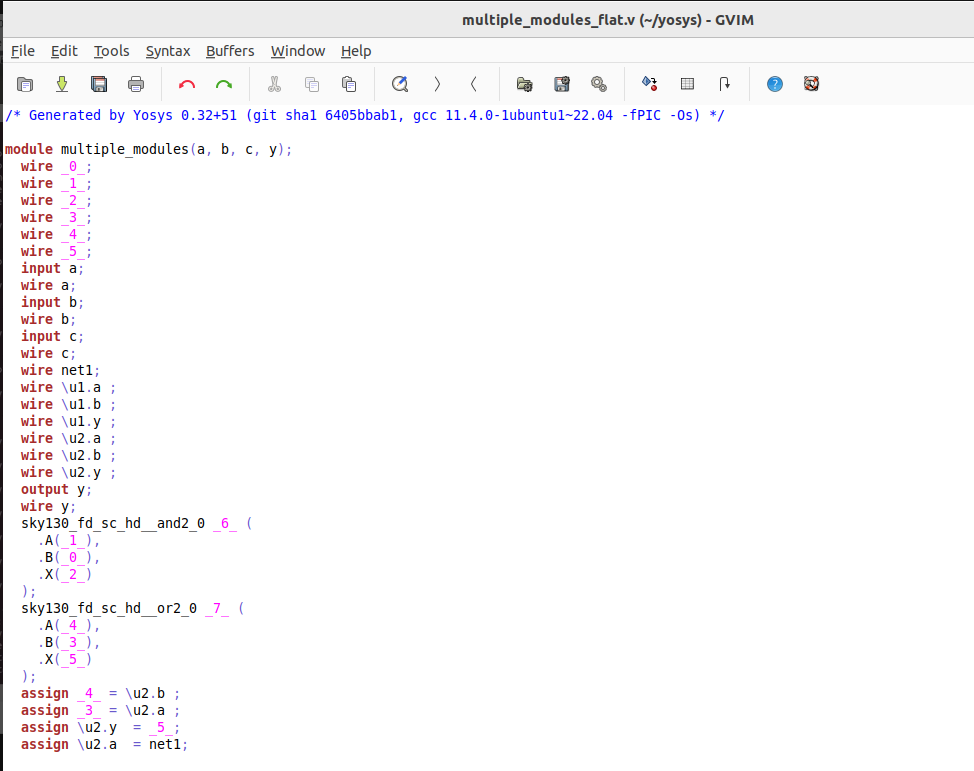 multiple_modules_flat.v (~/yosys) - GVIM
File Edit Tools Syntax Buffers Window Help
/* Generated by Yosys 0.32+51 (git sha1 6405bbab1, gcc 11.4.0-1ubuntu1~22.04 -fPIC -Os) */
module multiple_modules(a, b, c, y);
  wire _0_;
  wire _1_;
  wire _2_;
  wire _3_;
  wire _4_;
  wire _5_;
  input a;
  wire a;
  input b;
  wire b;
  input c;
  wire c;
  wire net1;
  wire \u1.a ;
  wire \u1.b ;
  wire \u1.y ;
  wire \u2.a ;
  wire \u2.b ;
  wire \u2.y ;
  output y;
  wire y;
  sky130_fd_sc_hd__and2_0 _6_ (
    .A(_1_),
    .B(_0_),
    .X(_2_)
  );
  sky130_fd_sc_hd__or2_0 _7_ (
    .A(_4_),
    .B(_3_),
    .X(_5_)
  );
  assign _4_ = \u2.b ;
  assign _3_ = \u2.a ;
  assign \u2.y  = _5_;
  assign \u2.a  = net1;